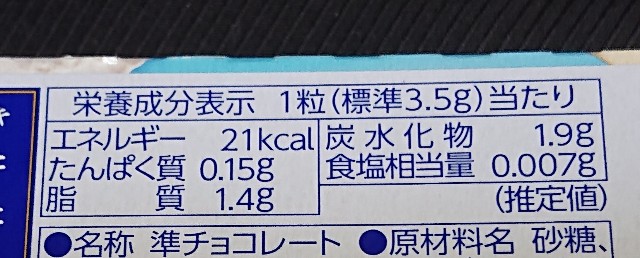 栄養成分表示 1粒(標準3.5g)当たり
エネルギー 21kcal 炭水化物 1.9g
たんぱく質 0.15g 食塩相当量 0.007g
脂質 1.4g (推定値)
●名称 準チョコレート ●原材料名 砂糖、